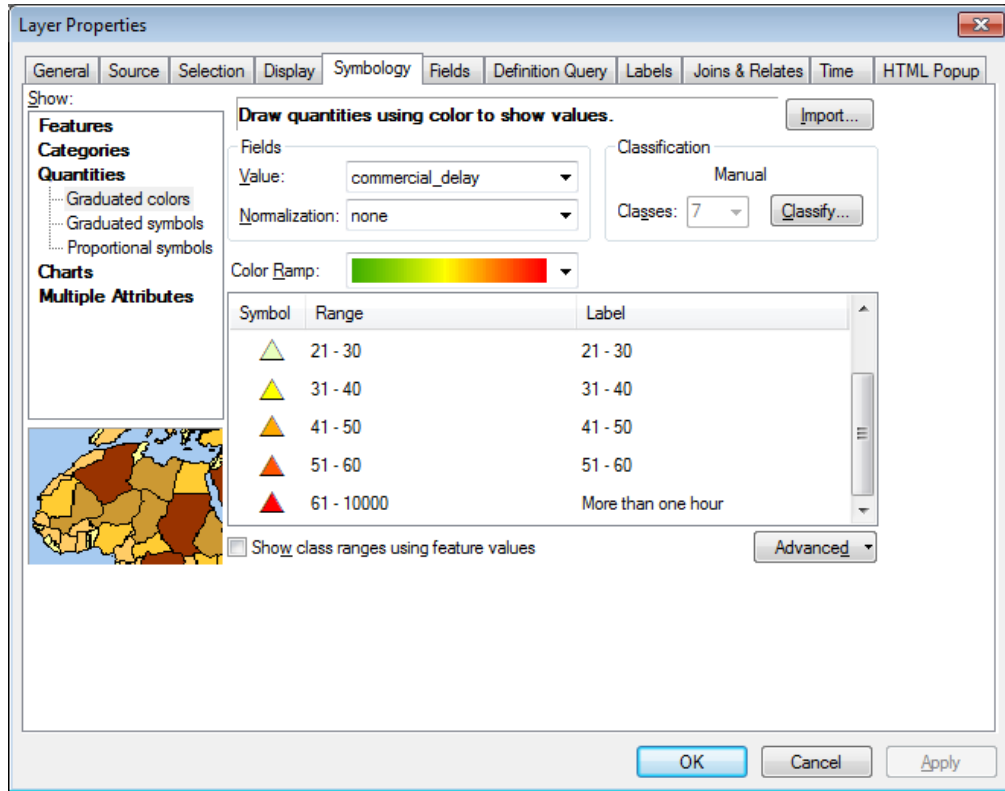 Layer Properties
General Source Selection Display Symbology Fields Definition Query Labels Joins & Relates Time HTML Popup
Show:
Features
Categories
Quantities
Graduated colors
Graduated symbols
Proportional symbols
Charts
Multiple Attributes
Draw quantities using color to show values.
Import...
Fields
Value: commercial_delay
Normalization: none
Classification
Manual
Classes: 7 Classify...
Color Ramp:
Symbol Range Label
21 - 30 21 - 30
31 - 40 31 - 40
41 - 50 41 - 50
51 - 60 51 - 60
61 - 10000 More than one hour
Show class ranges using feature values
Advanced
OK Cancel Apply